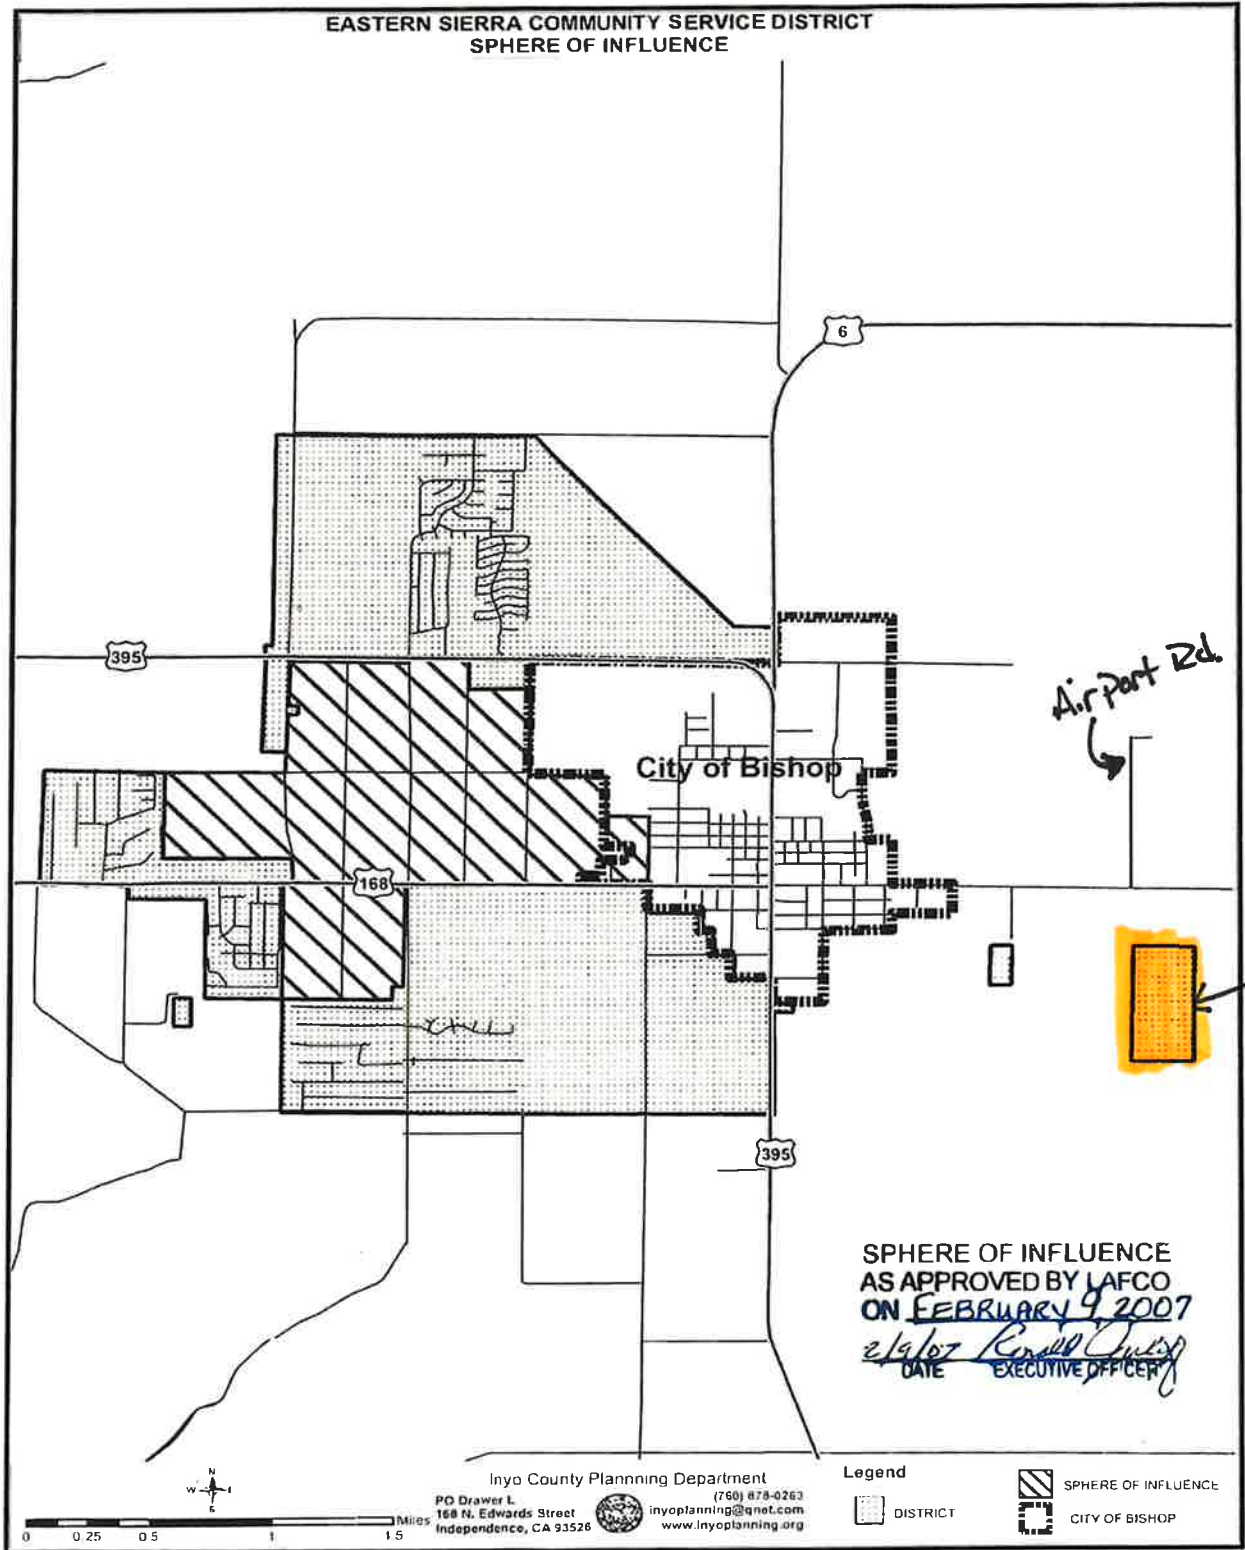 EASTERN SIERRA COMMUNITY SERVICE DISTRICT
SPHERE OF INFLUENCE
6
395
Airport Rd.
City of Bishop
168
395
SPHERE OF INFLUENCE
AS APPROVED BY LAFCO
ON FEBRUARY 9, 2007
2/9/07
DATE EXECUTIVE OFFICER
N
W
S
0 0.25 0.5 1 1.5 Miles
Inyo County Plannning Department
PO Drawer L
168 N. Edwards Street
Independence, CA 93526
(760) 878-0263
inyoplanning@qnet.com
www.inyoplanning.org
Legend
DISTRICT
SPHERE OF INFLUENCE
CITY OF BISHOP